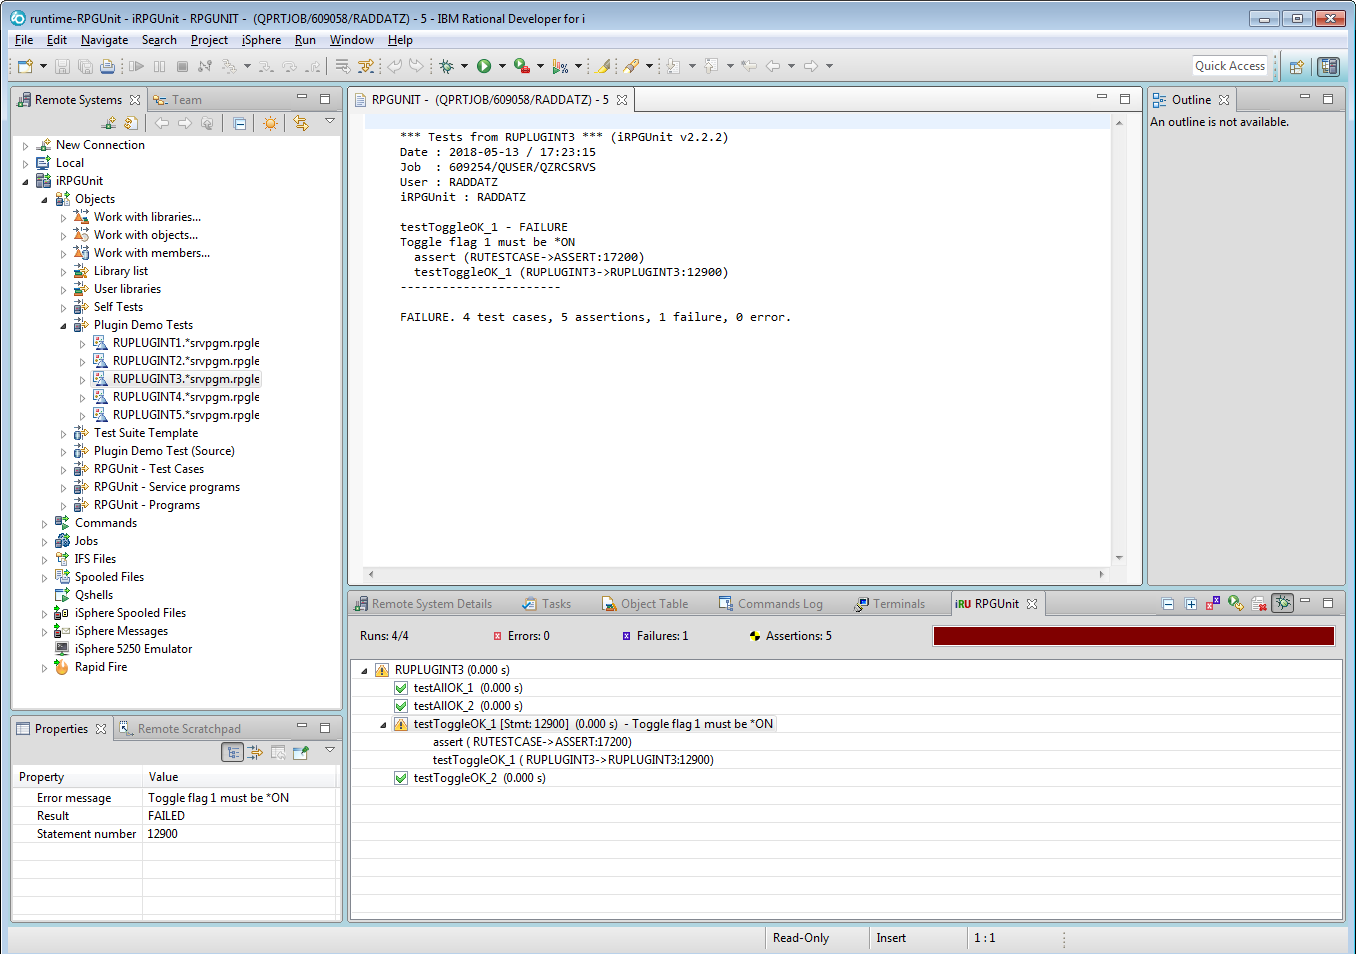 runtime-RPGUnit - iRPGUnit - RPGUNIT - (QPRTJOB/609058/RADDATZ) - 5 - IBM Rational Developer for i
File Edit Navigate Search Project iSphere Run Window Help
Quick Access
Remote Systems
Team
New Connection
Local
iRPGUnit
Objects
Work with libraries...
Work with objects...
Work with members...
Library list
User libraries
Self Tests
Plugin Demo Tests
RUPLUGINT1.*srvpgm.rpgle
RUPLUGINT2.*srvpgm.rpgle
RUPLUGINT3.*srvpgm.rpgle
RUPLUGINT4.*srvpgm.rpgle
RUPLUGINT5.*srvpgm.rpgle
Test Suite Template
Plugin Demo Test (Source)
RPGUnit - Test Cases
RPGUnit - Service programs
RPGUnit - Programs
Commands
Jobs
IFS Files
Spooled Files
Qshells
iSphere Spooled Files
iSphere Messages
iSphere 5250 Emulator
Rapid Fire
RPGUNIT - (QPRTJOB/609058/RADDATZ) - 5
*** Tests from RUPLUGINT3 *** (iRPGUnit v2.2.2)
Date : 2018-05-13 / 17:23:15
Job : 609254/QUSER/QZRCSRVS
User : RADDATZ
iRPGUnit : RADDATZ
testToggleOK_1 - FAILURE
Toggle flag 1 must be *ON
assert (RUTESTCASE->ASSERT:17200)
testToggleOK_1 (RUPLUGINT3->RUPLUGINT3:12900)
-----------------------
FAILURE. 4 test cases, 5 assertions, 1 failure, 0 error.
Outline
An outline is not available.
Properties
Remote Scratchpad
Property Value
Error message Toggle flag 1 must be *ON
Result FAILED
Statement number 12900
Remote System Details Tasks Object Table Commands Log Terminals iRU RPGUnit
Runs: 4/4 Errors: 0 Failures: 1 Assertions: 5
RUPLUGINT3 (0.000 s)
testAllOK_1 (0.000 s)
testAllOK_2 (0.000 s)
testToggleOK_1 [Stmt: 12900] (0.000 s) - Toggle flag 1 must be *ON
assert ( RUTESTCASE->ASSERT:17200)
testToggleOK_1 ( RUPLUGINT3->RUPLUGINT3:12900)
testToggleOK_2 (0.000 s)
Read-Only Insert 1 : 1